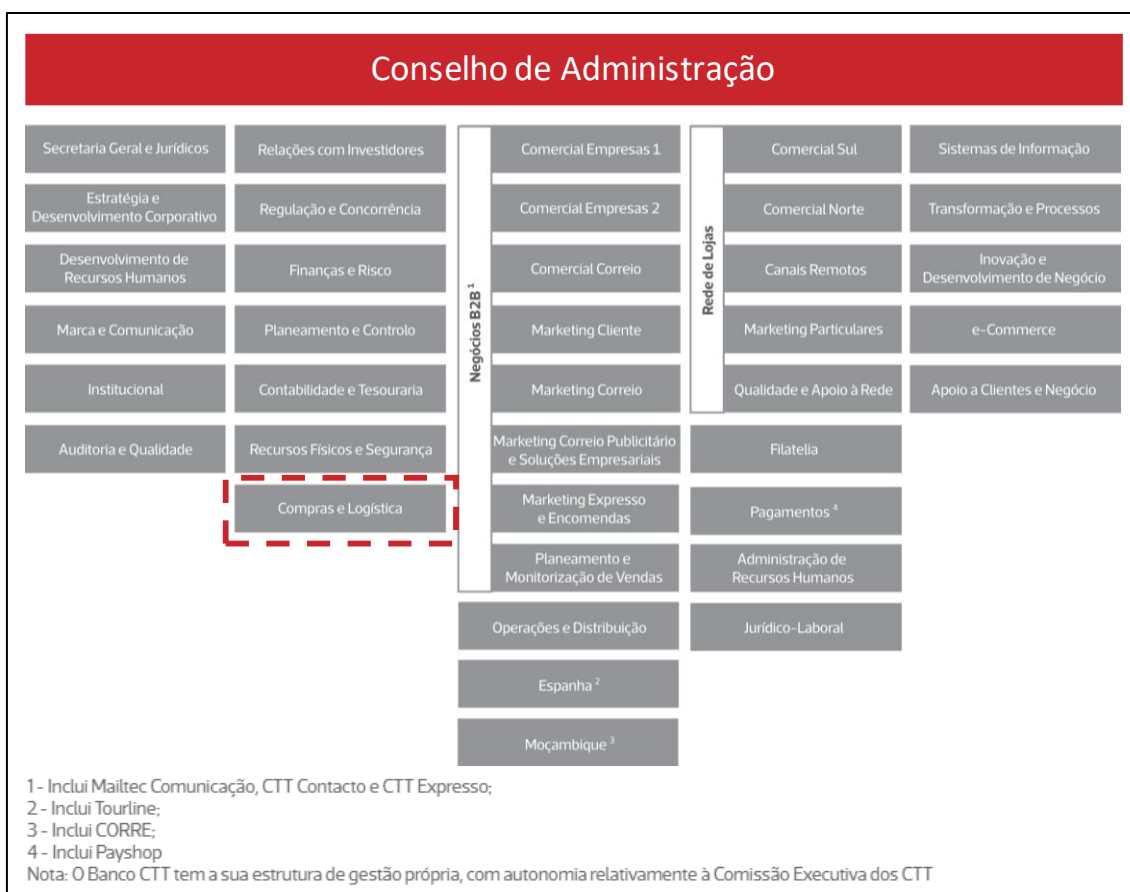 Conselho de Administração
Secretaria Geral e Jurídicos
Estratégia e
Desenvolvimento Corporativo
Desenvolvimento de
Recursos Humanos
Marca e Comunicação
Institucional
Auditoria e Qualidade
Relações com Investidores
Regulação e Concorrência
Finanças e Risco
Planeamento e Controlo
Contabilidade e Tesouraria
Recursos Físicos e Segurança
Compras e Logística
Negócios B2B ¹
Comercial Empresas 1
Comercial Empresas 2
Comercial Correio
Marketing Cliente
Marketing Correio
Marketing Correio Publicitário
e Soluções Empresariais
Marketing Expresso
e Encomendas
Planeamento e
Monitorização de Vendas
Operações e Distribuição
Espanha ²
Moçambique ³
Rede de Lojas
Comercial Sul
Comercial Norte
Canais Remotos
Marketing Particulares
Qualidade e Apoio à Rede
Filatelia
Pagamentos ⁴
Administração de
Recursos Humanos
Jurídico-Laboral
Sistemas de Informação
Transformação e Processos
Inovação e
Desenvolvimento de Negócio
e-Commerce
Apoio a Clientes e Negócio
1 - Inclui Mailtec Comunicação, CTT Contacto e CTT Expresso;
2 - Inclui Tourline;
3 - Inclui CORRE;
4 - Inclui Payshop
Nota: O Banco CTT tem a sua estrutura de gestão própria, com autonomia relativamente à Comissão Executiva dos CTT